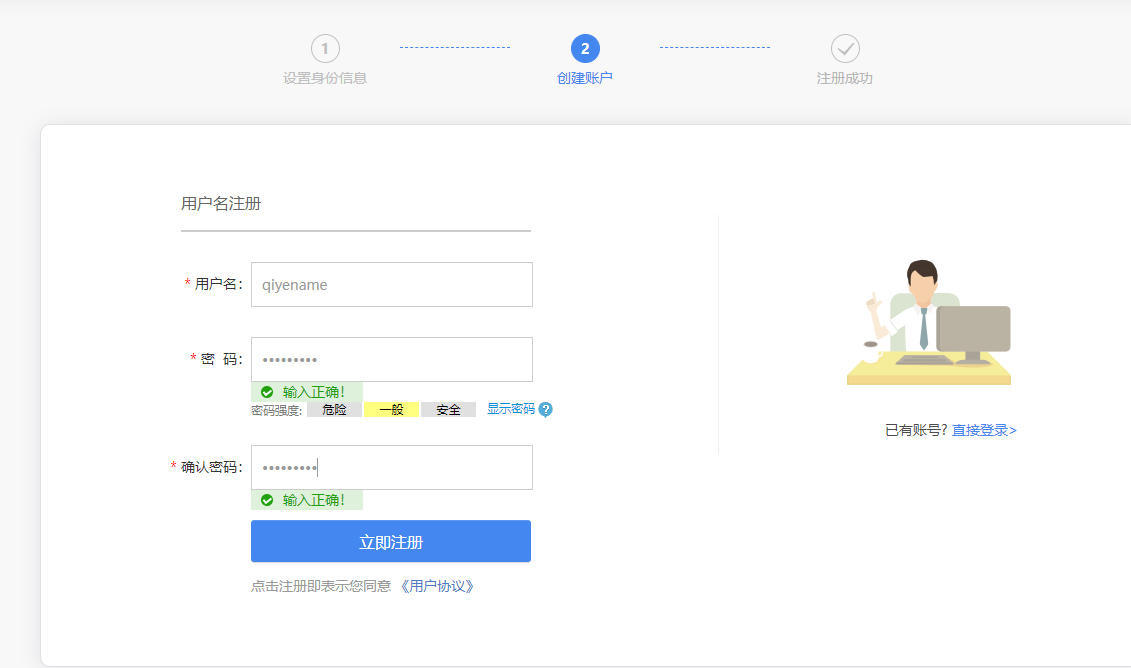 1
2
设置身份信息
创建账户
注册成功
用户名注册
* 用户名：
qiyename
* 密 码：
•••••••••
输入正确！
密码强度: 危险 一般 安全 显示密码 ?
* 确认密码：
•••••••••
输入正确！
立即注册
点击注册即表示您同意 《用户协议》
已有账号? 直接登录>